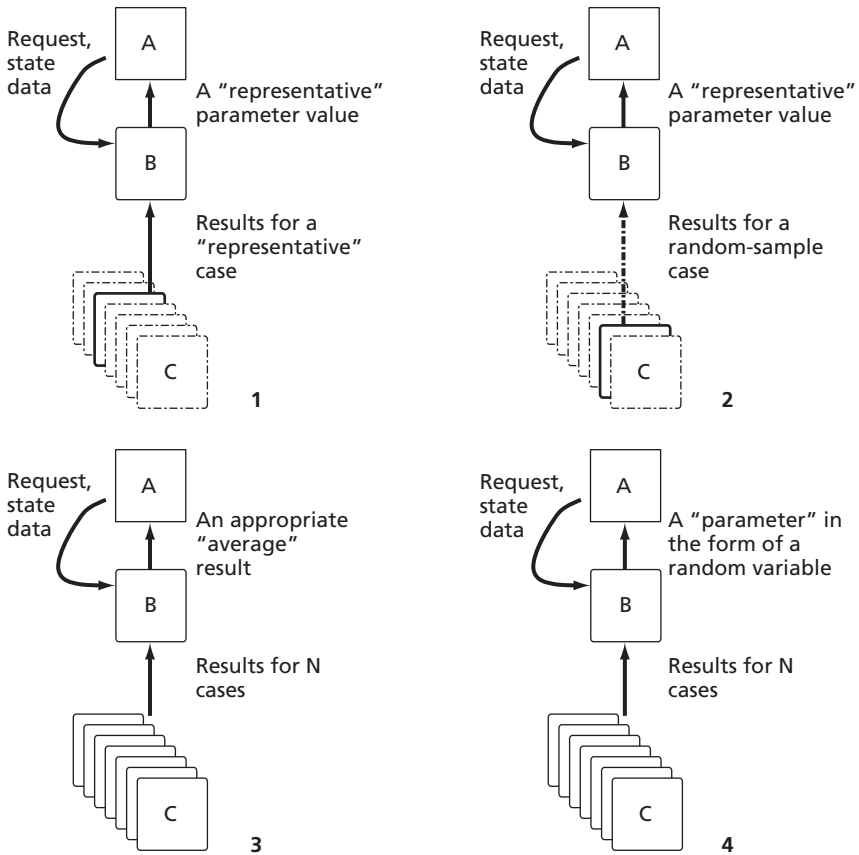 Request,
state
data
A
A “representative”
parameter value
B
Results for a
“representative”
case
C
1
Request,
state
data
A
A “representative”
parameter value
B
Results for a
random-sample
case
C
2
Request,
state
data
A
An appropriate
“average”
result
B
Results for N
cases
C
3
Request,
state
data
A
A “parameter” in
the form of a
random variable
B
Results for N
cases
C
4